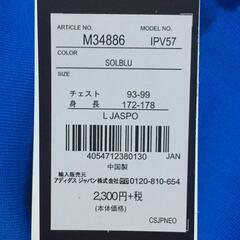 ARTICLE NO. MODEL NO.
M34886 IPV57
COLOR
SOLBLU
SIZE
チェスト 93-99
身 長 172-178
L JASPO
4054712380130 JAN
中国製
輸入販売元
アディダス ジャパン株式会社 0120-810-654
2,300円+税
(本体価格)
CSJPNEO